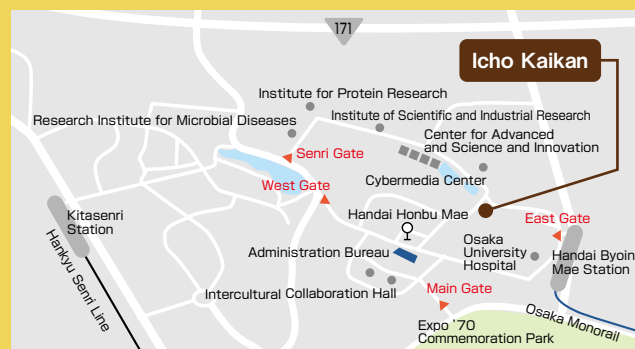 171
Icho Kaikan
Institute for Protein Research
Institute of Scientific and Industrial Research
Research Institute for Microbial Diseases
Center for Advanced
and Science and Innovation
Senri Gate
Cybermedia Center
West Gate
Handai Honbu Mae
Kitasenri
Station
East Gate
Administration Bureau
Osaka
University
Hospital
Handai Byoin
Mae Station
Hankyu Senri Line
Intercultural Collaboration Hall
Main Gate
Osaka Monorail
Expo '70
Commemoration Park